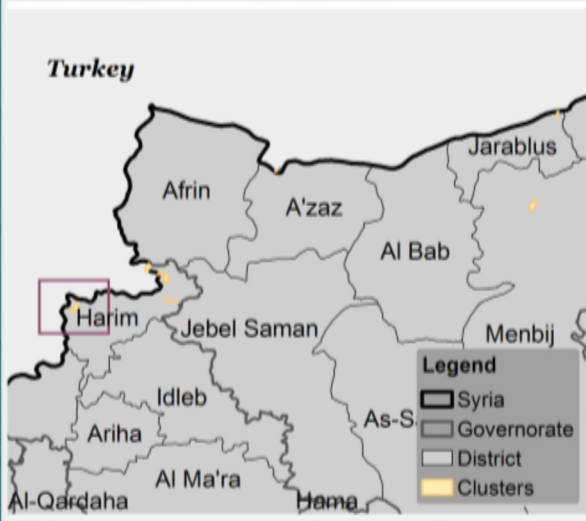 Turkey
Jarablus
Afrin
A'zaz
Al Bab
Harim
Jebel Saman
Menbij
Legend
Syria
Idleb
As-S
Governorate
Ariha
District
Al Ma'ra
Clusters
Al-Qardaha
Hama